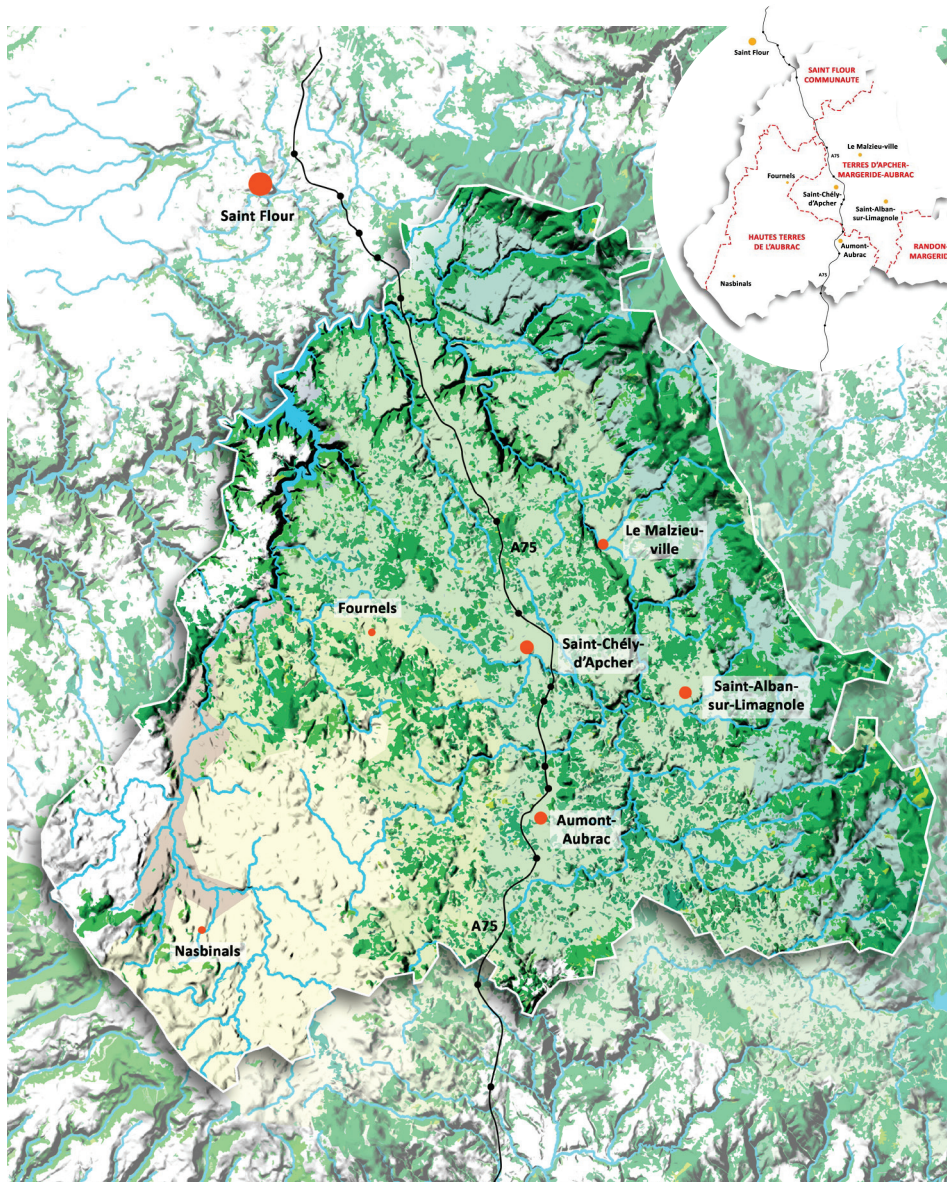 Saint Flour
SAINT FLOUR
COMMUNAUTE
A75
Le Malzieu-ville
TERRES D'APCHER-
MARGERIDE-AUBRAC
Fournels
Saint-Chély-
d'Apcher
Saint-Alban-
sur-Limagnole
HAUTES TERRES
DE L'AUBRAC
Aumont-
Aubrac
RANDON-
MARGERID
Nasbinals
A75
Saint Flour
A75
Le Malzieu-
ville
Fournels
Saint-Chély-
d'Apcher
Saint-Alban-
sur-Limagnole
Aumont-
Aubrac
A75
Nasbinals